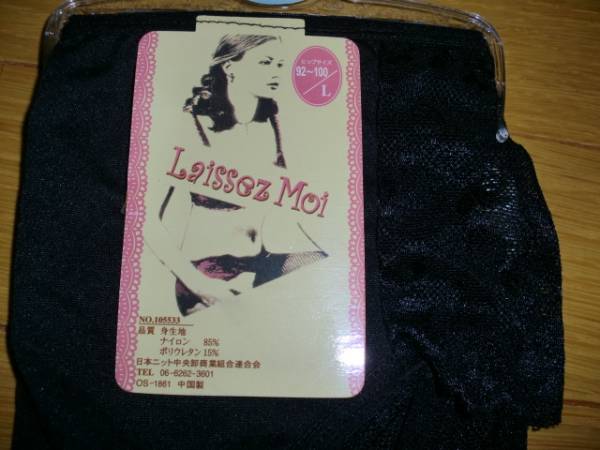 ヒップサイズ
92~100
L
Laissez Moi
NO.105533
品質 身生地
ナイロン 85%
ポリウレタン 15%
日本ニット中央卸商業組合連合会
TEL 06-6262-3601
OS-1861 中国製